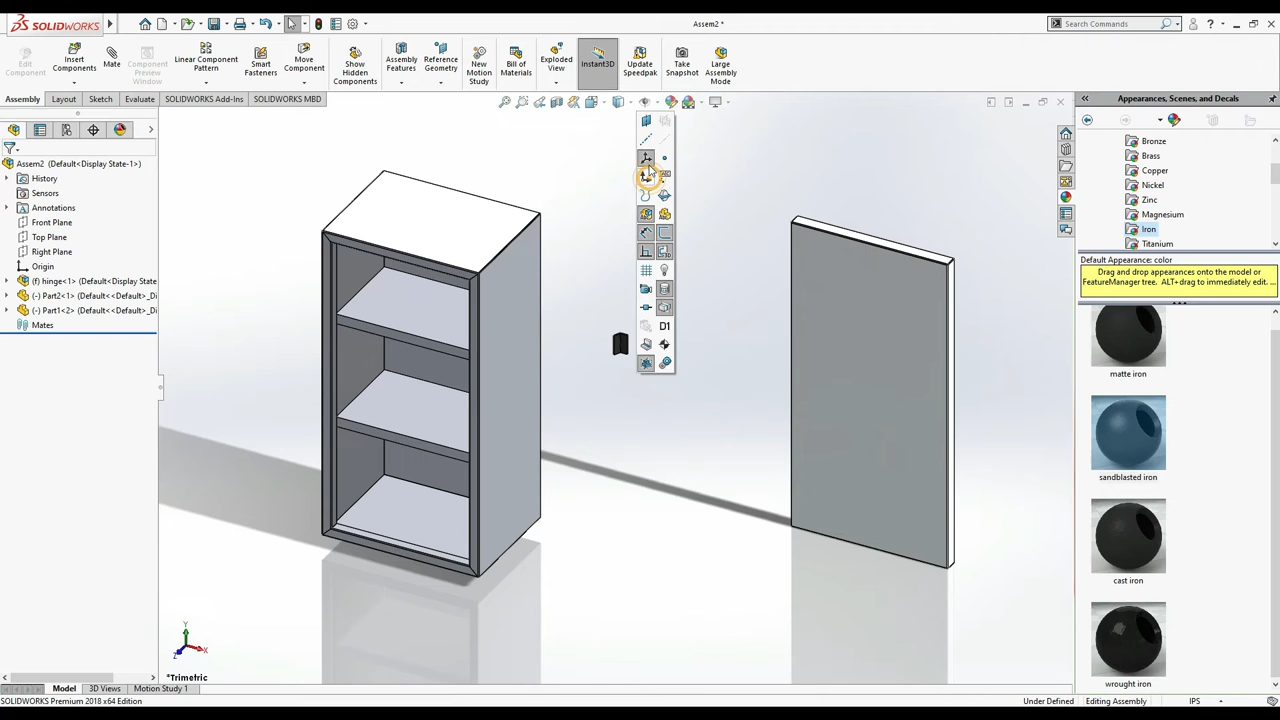 SOLIDWORKS
Assem2 *
Search Commands
Edit Component
Insert Components
Mate
Component Preview Window
Linear Component Pattern
Smart Fasteners
Move Component
Show Hidden Components
Assembly Features
Reference Geometry
New Motion Study
Bill of Materials
Exploded View
Instant3D
Update Speedpak
Take Snapshot
Large Assembly Mode
Assembly
Layout
Sketch
Evaluate
SOLIDWORKS Add-Ins
SOLIDWORKS MBD
Appearances, Scenes, and Decals
Assem2 (Default<Display State-1>)
History
Sensors
Annotations
Front Plane
Top Plane
Right Plane
Origin
(f) hinge<1> (Default<<Default>_Di
(-) Part2<1> (Default<<Default>_Dis
(-) Part1<2> (Default<<Default>_Dis
Mates
D1
Bronze
Brass
Copper
Nickel
Zinc
Magnesium
Iron
Titanium
Default Appearance: color
Drag and drop appearances onto the model or
FeatureManager tree. ALT+drag to immediately edit. ...
matte iron
sandblasted iron
cast iron
wrought iron
Y
X
Z
*Trimetric
Model
3D Views
Motion Study 1
SOLIDWORKS Premium 2018 x64 Edition
Under Defined
Editing Assembly
IPS